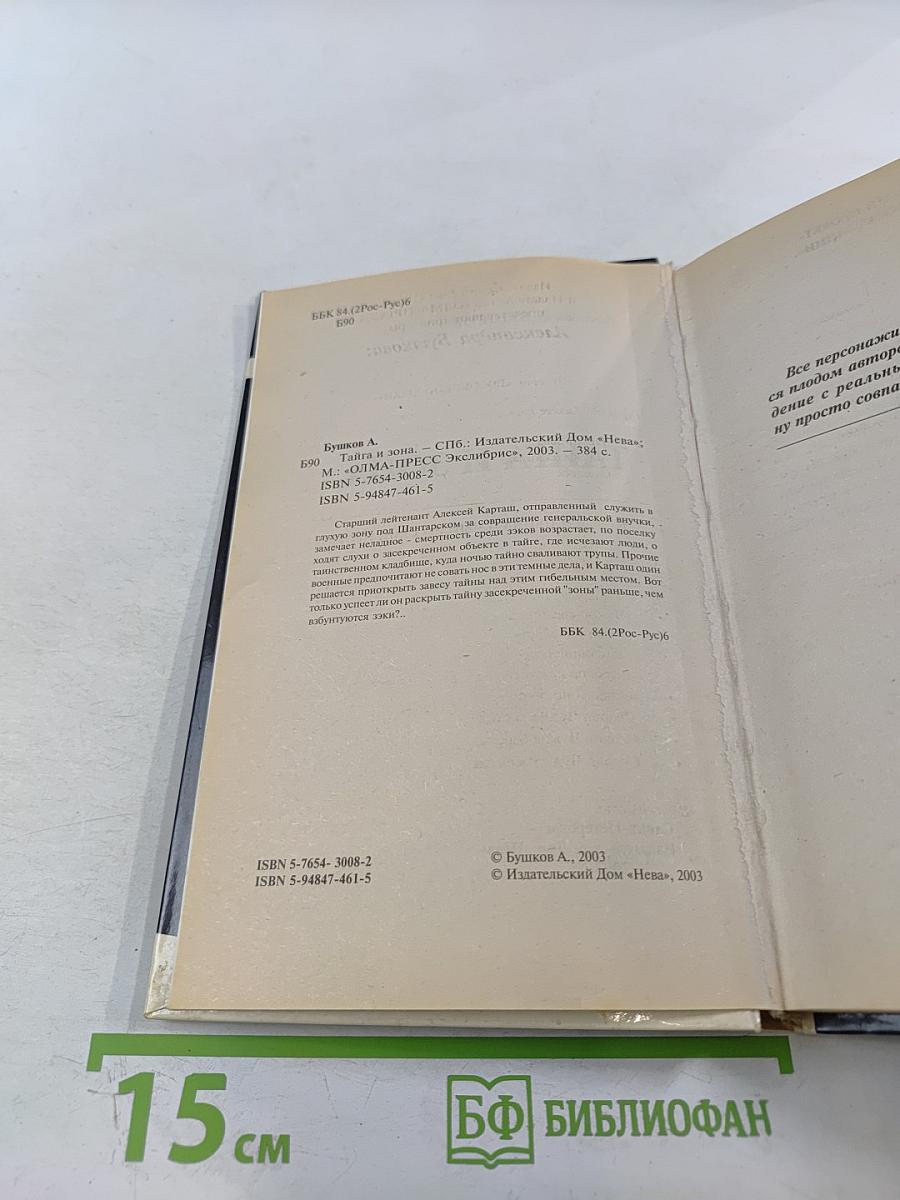 ББК 84.(2Рос-Рус)6
Б90
Александра Бушкова:
Бушков А.
Б90 Тайга и зона. – СПб.: Издательский Дом «Нева»;
М.: «ОЛМА-ПРЕСС Экслибрис», 2003. – 384 с.
ISBN 5-7654-3008-2
ISBN 5-94847-461-5
Старший лейтенант Алексей Карташ, отправленный служить в
глухую зону под Шантарском за совращение генеральской внучки, -
замечает неладное - смертность среди зэков возрастает, по поселку
ходят слухи о засекреченном объекте в тайге, где исчезают люди, о
таинственном кладбище, куда ночью тайно сваливают трупы. Прочие
военные предпочитают не совать нос в эти темные дела, и Карташ один
решается приоткрыть завесу тайны над этим гибельным местом. Вот
только успеет ли он раскрыть тайну засекреченной "зоны" раньше, чем
взбунтуются зэки?..
ББК 84.(2Рос-Рус)6
ISBN 5-7654- 3008-2
ISBN 5-94847-461-5
© Бушков А., 2003
© Издательский Дом «Нева», 2003
Все персонажи
ся плодом авторс
дение с реальны
ну просто совпа
15 см
БФ БИБЛИОФАН